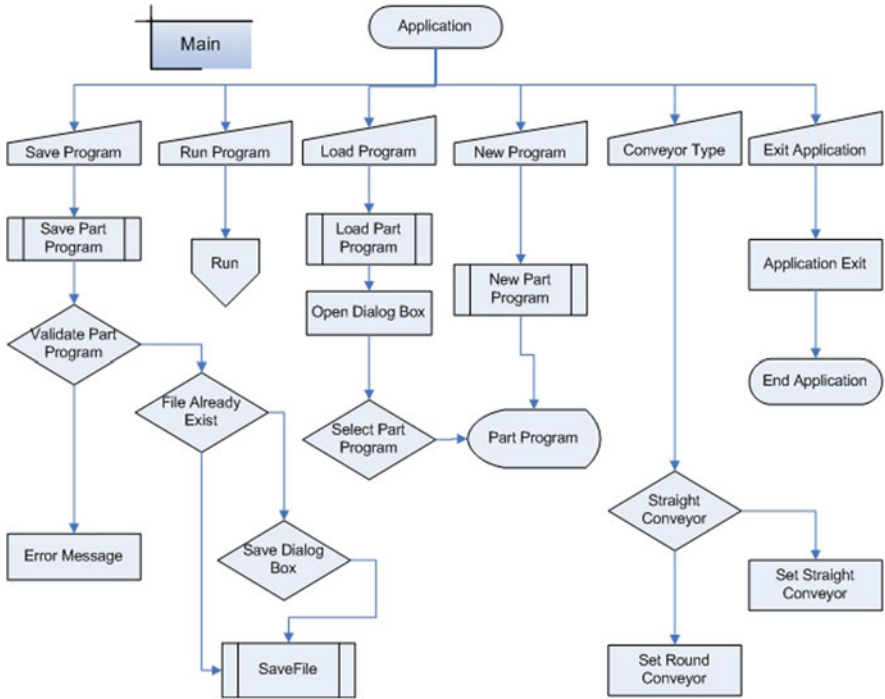 Main
Application
Save Program
Run Program
Load Program
New Program
Conveyor Type
Exit Application
Save Part
Program
Run
Load Part
Program
New Part
Program
Application Exit
Open Dialog Box
Validate Part
Program
File Already
Exist
Select Part
Program
Part Program
End Application
Straight
Conveyor
Error Message
Save Dialog
Box
Set Straight
Conveyor
SaveFile
Set Round
Conveyor